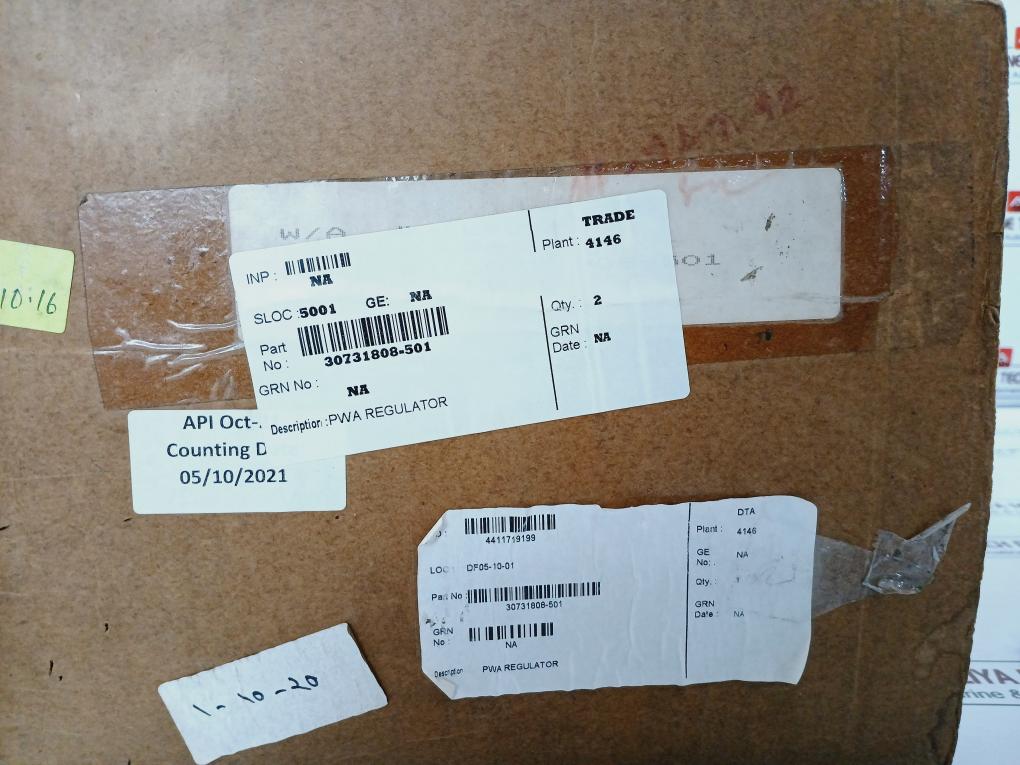 10:16
W/A
501
TRADE
Plant : 4146
INP :
NA
SLOC :5001 GE: NA
Qty. : 2
Part No : 30731808-501
GRN Date : NA
GRN No : NA
Description :PWA REGULATOR
API Oct-
Counting D
05/10/2021
4411719199
LOC : DF05-10-01
Part No :
30731808-501
GRN No :
NA
Description PWA REGULATOR
DTA
Plant : 4146
GE No: . NA
Qty. : 1
GRN Date : NA
1-10-20